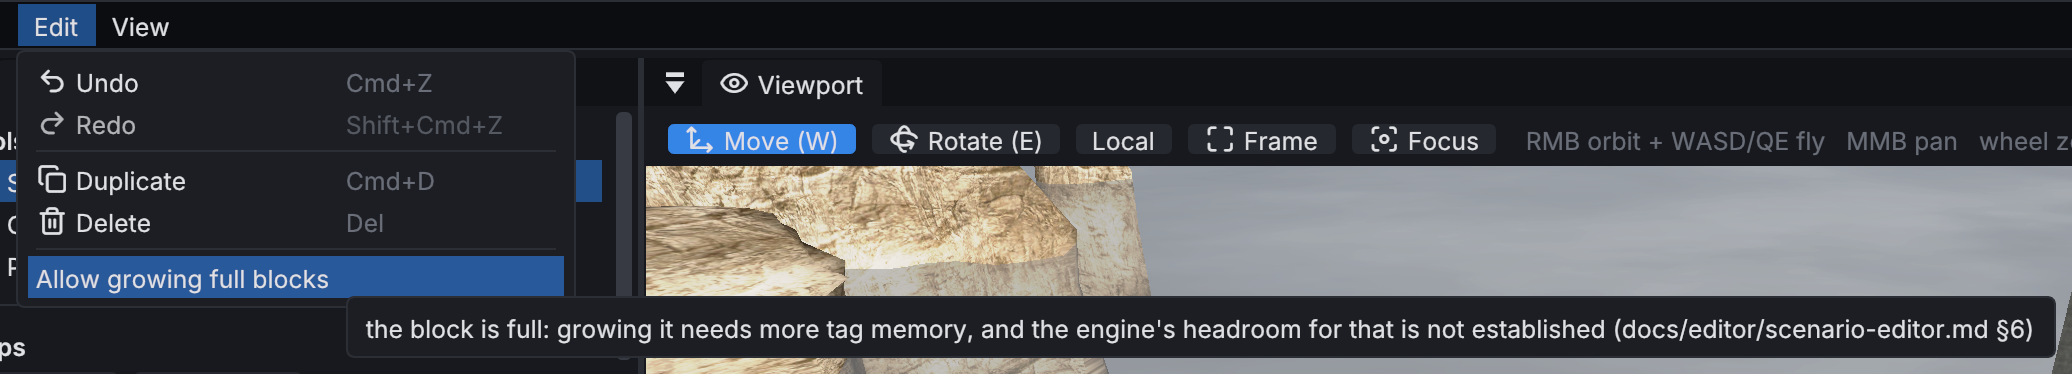 Edit View
Undo Cmd+Z
Redo Shift+Cmd+Z
Duplicate Cmd+D
Delete Del
Allow growing full blocks
Viewport
Move (W) Rotate (E) Local Frame Focus RMB orbit + WASD/QE fly MMB pan wheel
the block is full: growing it needs more tag memory, and the engine's headroom for that is not established (docs/editor/scenario-editor.md §6)